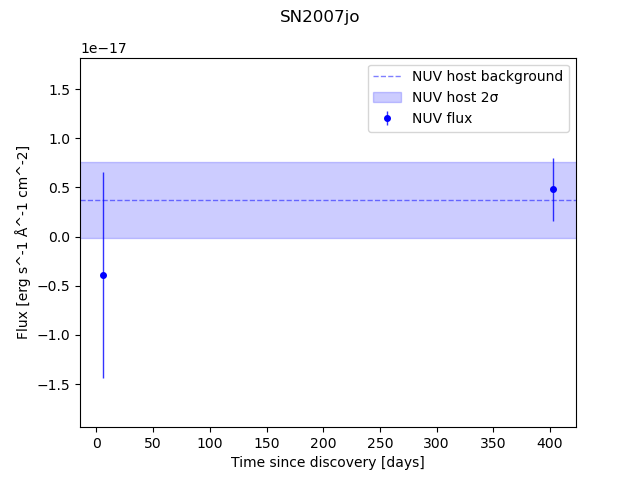 SN2007jo
1e−17
NUV host background
NUV host 2σ
NUV flux
1.5
1.0
0.5
0.0
−0.5
−1.0
−1.5
Flux [erg s^-1 Å^-1 cm^-2]
0 50 100 150 200 250 300 350 400
Time since discovery [days]